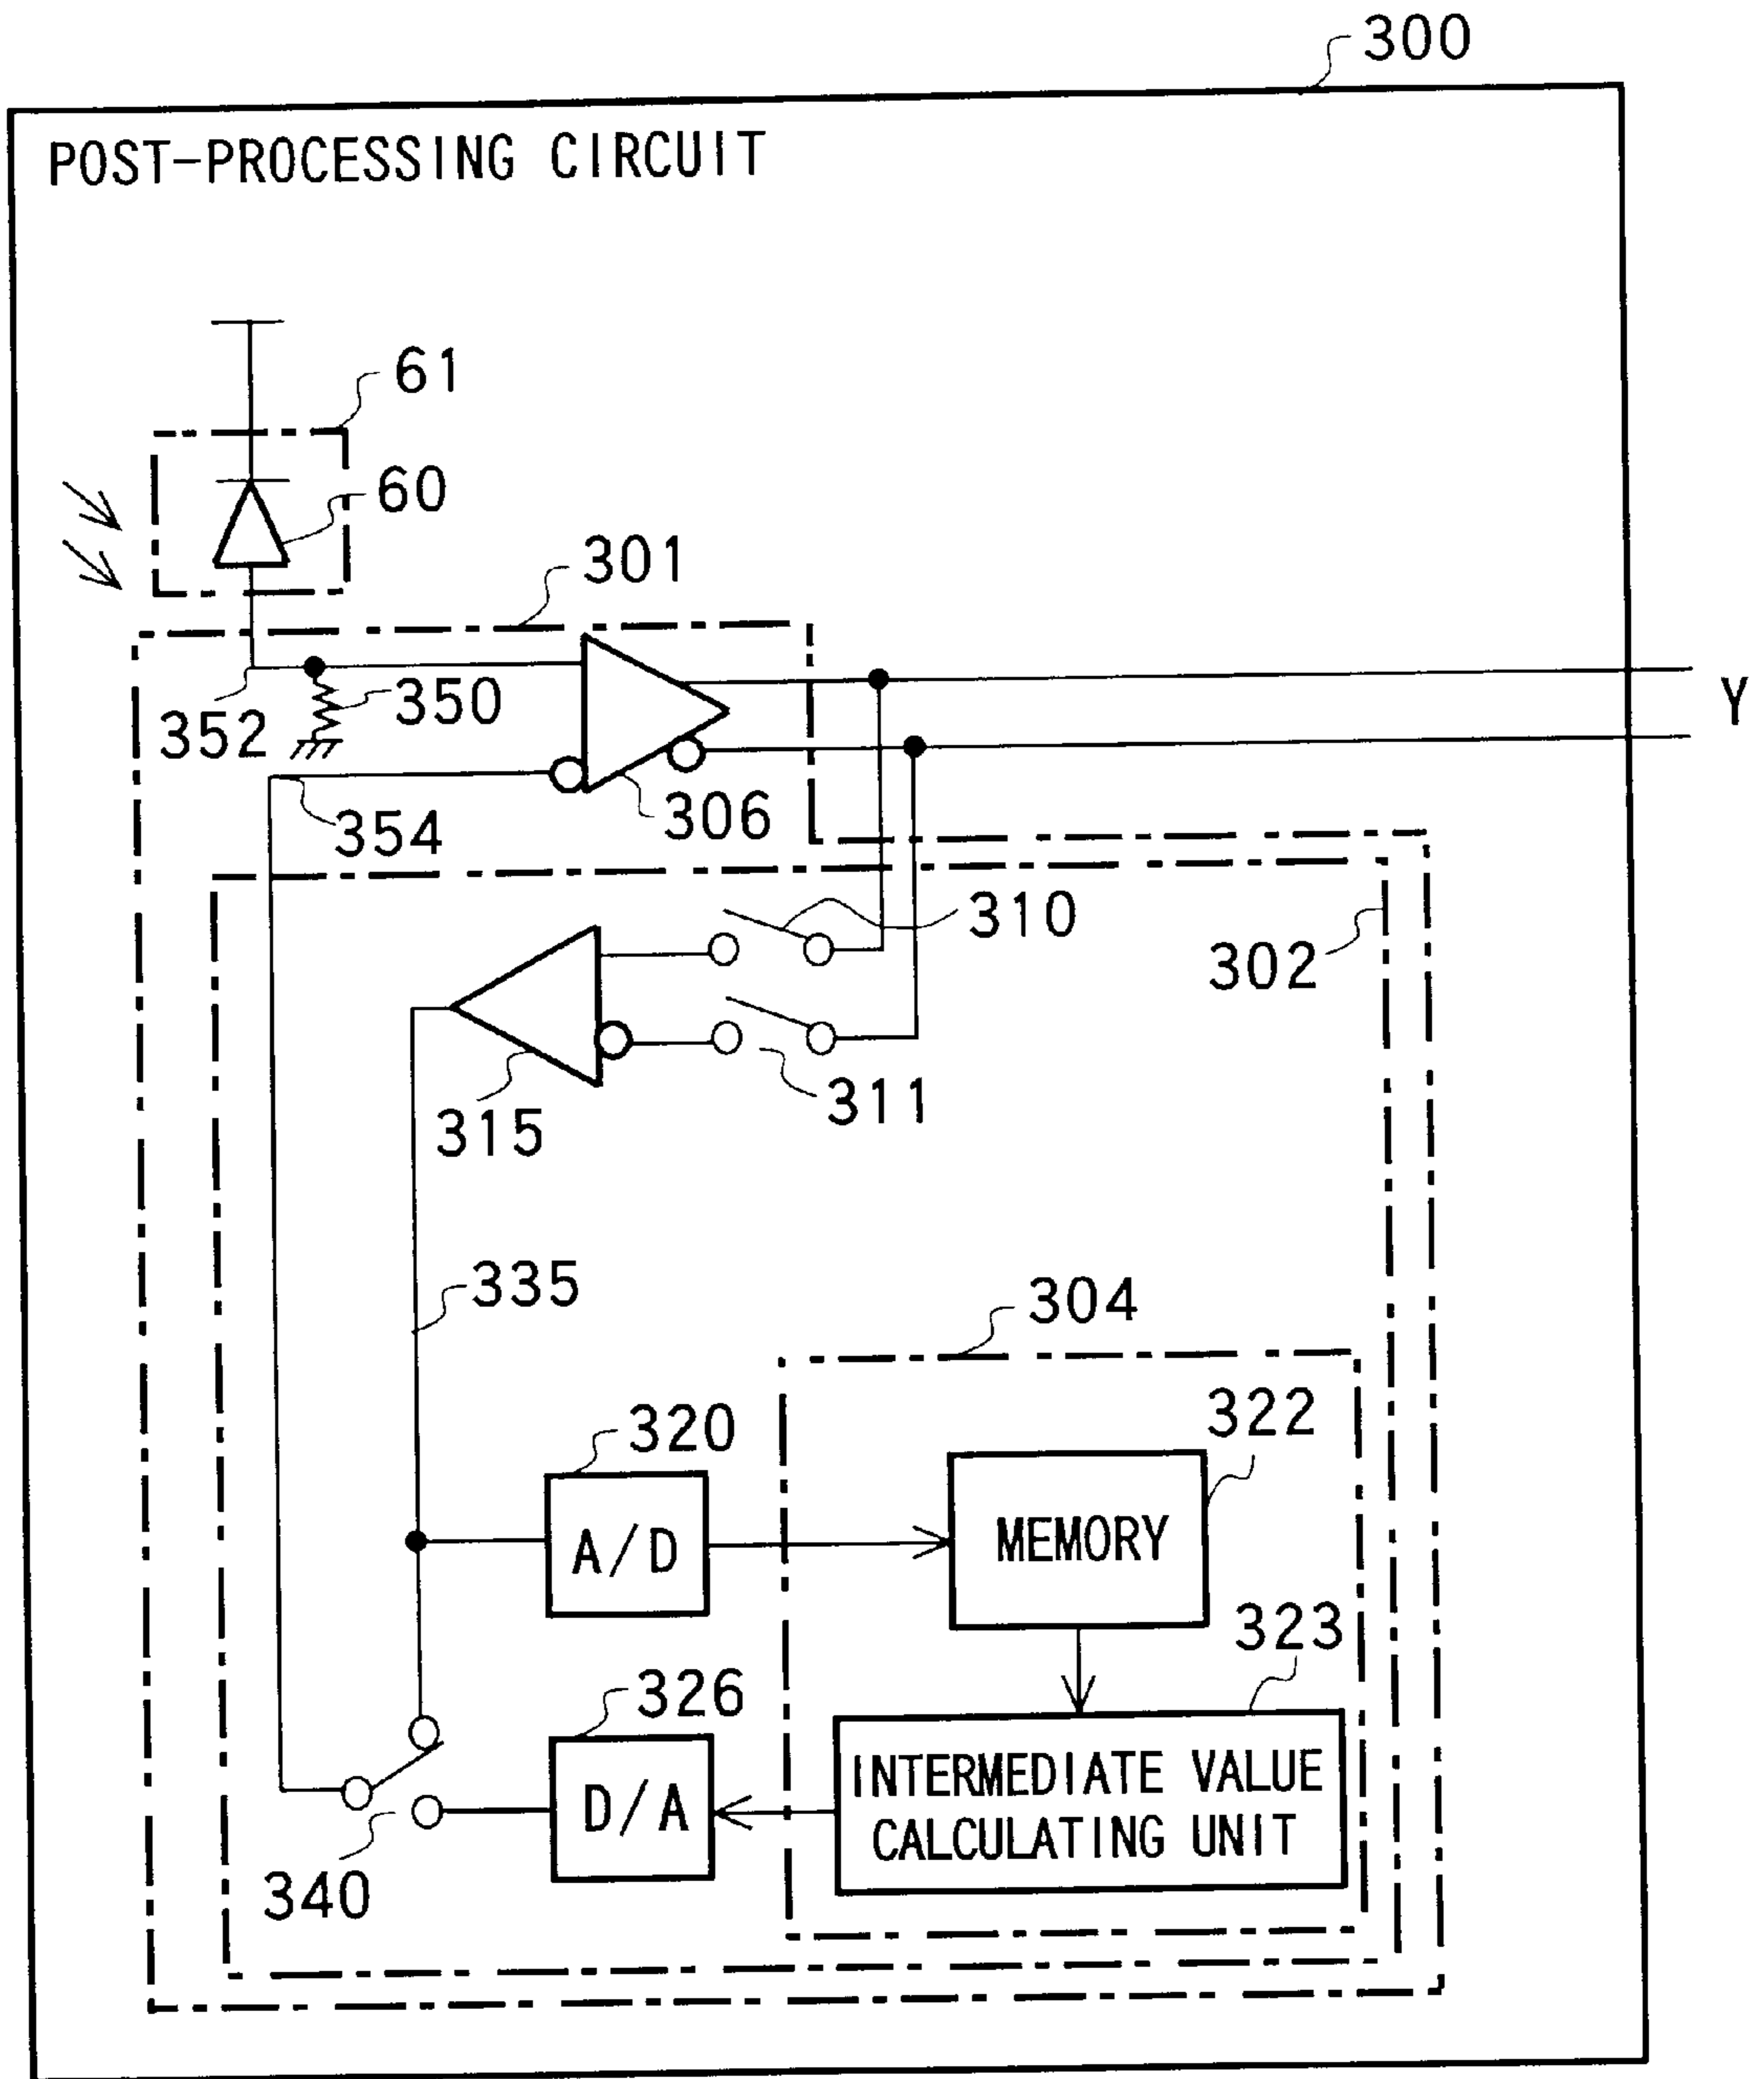 300
POST-PROCESSING CIRCUIT
61
60
301
352
350
Y
354
306
310
302
315
311
335
304
320
322
A/D
MEMORY
323
326
D/A
INTERMEDIATE VALUE
CALCULATING UNIT
340